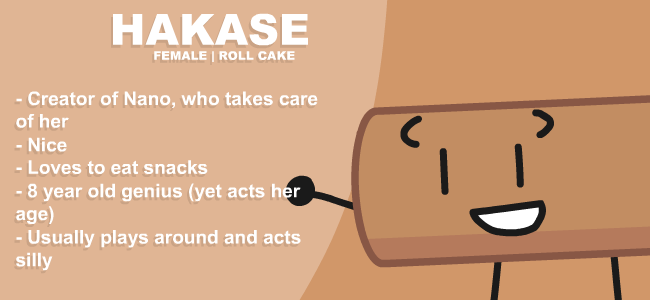 HAKASE
FEMALE | ROLL CAKE
- Creator of Nano, who takes care
of her
- Nice
- Loves to eat snacks
- 8 year old genius (yet acts her
age)
- Usually plays around and acts
silly